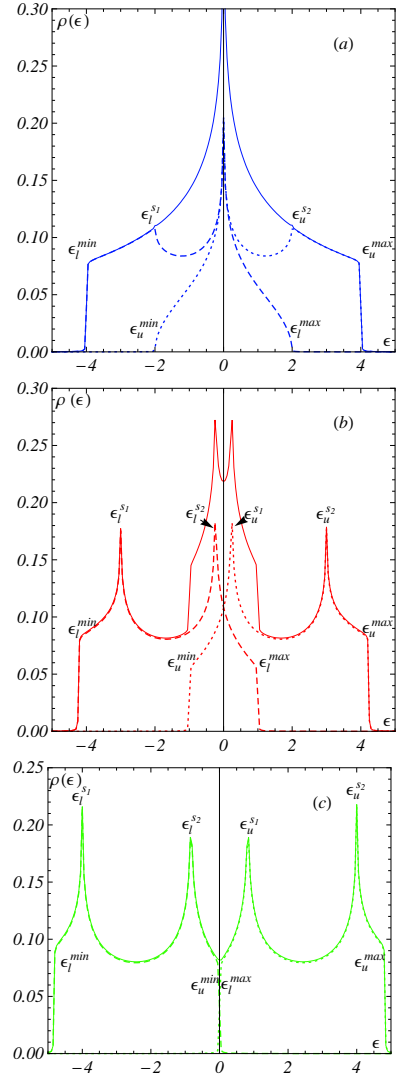 ρ(ϵ)
(a)
0.30
0.25
0.20
0.15
0.10
0.05
0.00
ϵ_l^{s_1}
ϵ_u^{s_2}
ϵ_l^{min}
ϵ_u^{max}
ϵ_u^{min}
ϵ_l^{max}
ϵ
−4 −2 0 2 4
ρ(ϵ)
(b)
0.30
0.25
0.20
0.15
0.10
0.05
0.00
ϵ_l^{s_1}
ϵ_l^{s_2}
ϵ_u^{s_1}
ϵ_u^{s_2}
ϵ_l^{min}
ϵ_u^{max}
ϵ_u^{min}
ϵ_l^{max}
ϵ
−4 −2 0 2 4
ρ(ϵ)
(c)
0.25
0.20
0.15
0.10
0.05
0.00
ϵ_l^{s_1}
ϵ_l^{s_2}
ϵ_u^{s_1}
ϵ_u^{s_2}
ϵ_l^{min}
ϵ_u^{min}
ϵ_l^{max}
ϵ_u^{max}
ϵ
−4 −2 0 2 4